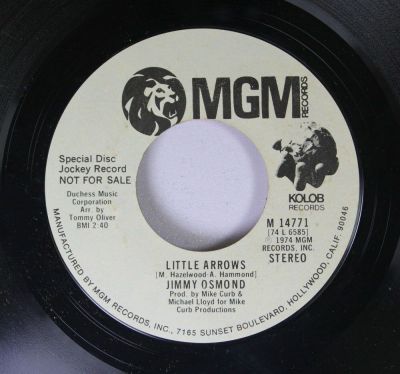 MGM
RECORDS
Special Disc
Jockey Record
NOT FOR SALE
Duchess Music
Corporation
Arr. by
Tommy Oliver
BMI 2:40
KOLOB
RECORDS
M 14771
[74 L 6585]
℗ 1974 MGM
RECORDS, INC.
STEREO
LITTLE ARROWS
[M. Hazelwood-A. Hammond]
JIMMY OSMOND
Prod. by Mike Curb &
Michael Lloyd for Mike
Curb Productions
MANUFACTURED BY MGM RECORDS, INC., 7165 SUNSET BOULEVARD, HOLLYWOOD, CALIF. 90046